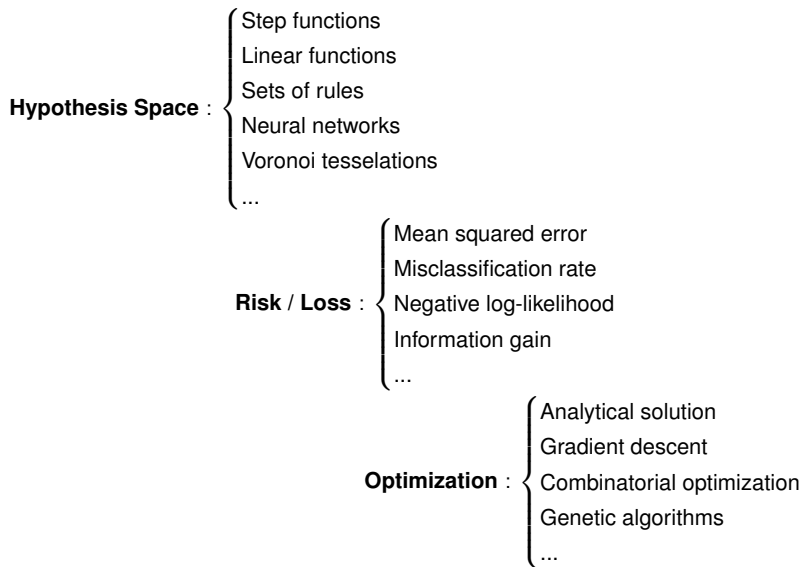 Step functions
Linear functions
Sets of rules
Hypothesis Space :
Neural networks
Voronoi tesselations
...
Mean squared error
Misclassification rate
Risk / Loss : Negative log-likelihood
Information gain
...
Analytical solution
Gradient descent
Optimization : Combinatorial optimization
Genetic algorithms
...